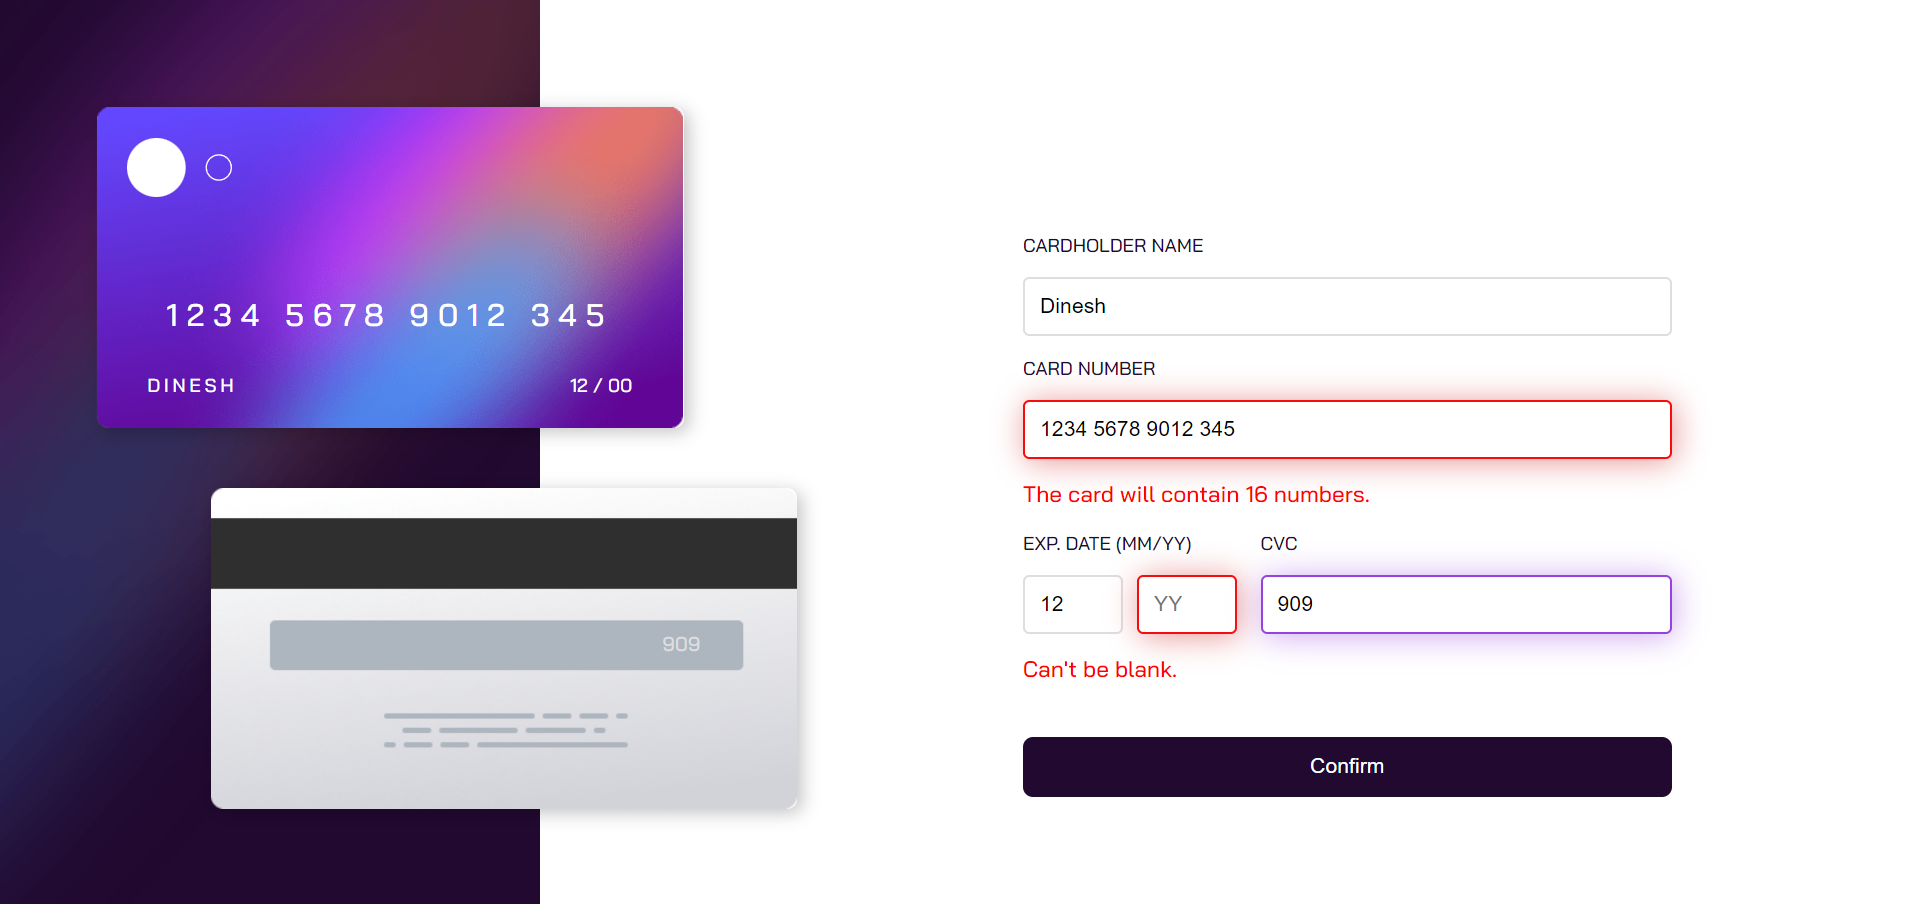 1234 5678 9012 345
DINESH
12 / 00
909
CARDHOLDER NAME
Dinesh
CARD NUMBER
1234 5678 9012 345
The card will contain 16 numbers.
EXP. DATE (MM/YY) CVC
12 YY 909
Can't be blank.
Confirm